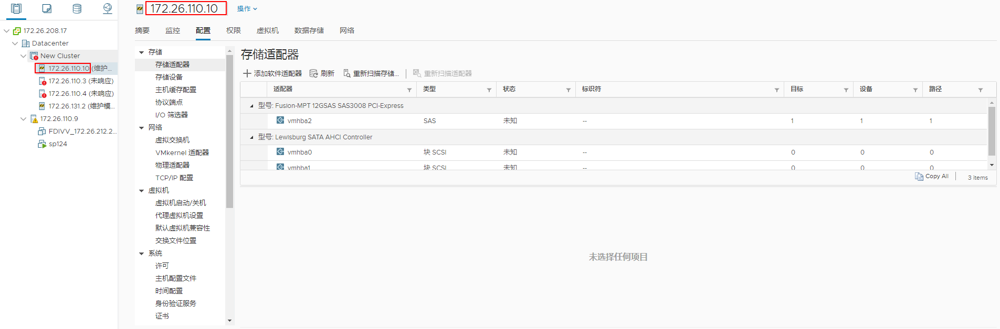 172.26.208.17
Datacenter
New Cluster
172.26.110.10 (维护...
172.26.110.3 (未响应)
172.26.110.4 (未响应)
172.26.131.2 (维护模...
172.26.110.9
FDIVV_172.26.212.2...
sp124
172.26.110.10 操作
摘要 监控 配置 权限 虚拟机 数据存储 网络
存储
存储适配器
存储设备
主机缓存配置
协议端点
I/O 筛选器
网络
虚拟交换机
VMkernel 适配器
物理适配器
TCP/IP 配置
虚拟机
虚拟机启动/关机
代理虚拟机设置
默认虚拟机兼容性
交换文件位置
系统
许可
主机配置文件
时间配置
身份验证服务
证书
存储适配器
添加软件适配器 刷新 重新扫描存储... 重新扫描适配器
适配器 类型 状态 标识符 目标 设备 路径
型号: Fusion-MPT 12GSAS SAS3008 PCI-Express
vmhba2 SAS 未知 -- 1 1 1
型号: Lewisburg SATA AHCI Controller
vmhba0 块 SCSI 未知 -- 0 0 0
vmhba1 块 SCSI 未知 -- 0 0 0
Copy All 3 items
未选择任何项目